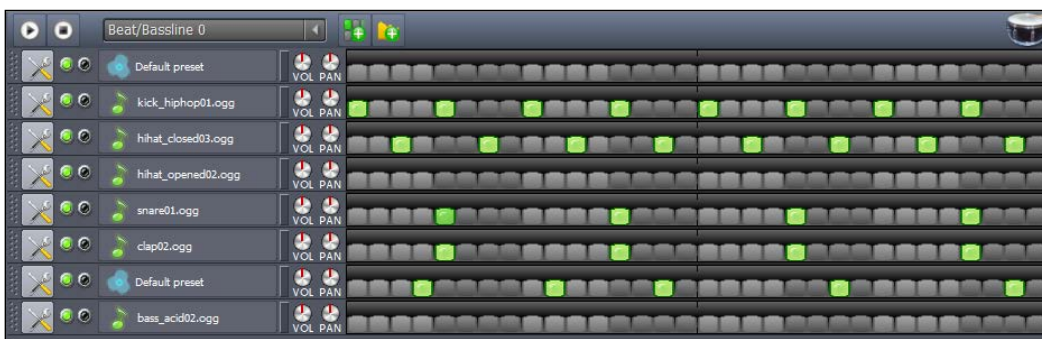 Beat/Bassline 0
Default preset
VOL PAN
kick_hiphop01.ogg
VOL PAN
hihat_closed03.ogg
VOL PAN
hihat_opened02.ogg
VOL PAN
snare01.ogg
VOL PAN
clap02.ogg
VOL PAN
Default preset
VOL PAN
bass_acid02.ogg
VOL PAN